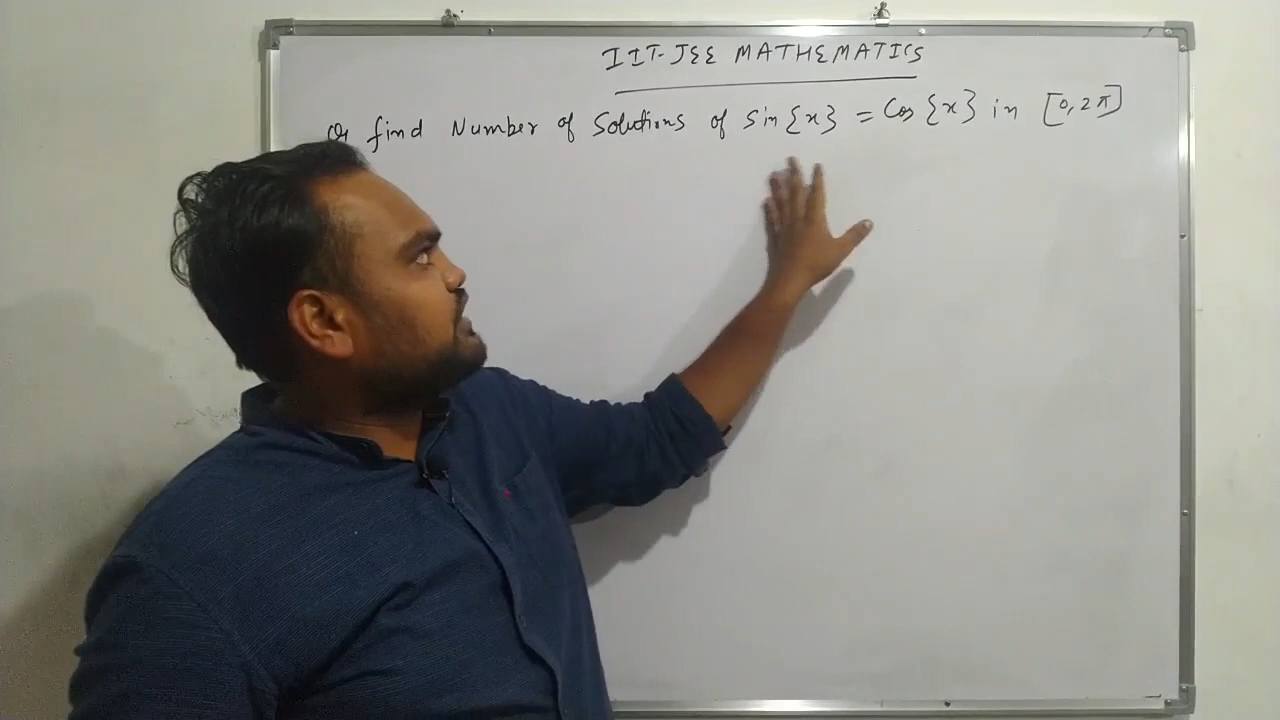 IIT-JEE MATHEMATICS
Q find Number of Solutions of Sin{x} = Cos{x} in [0, 2π]